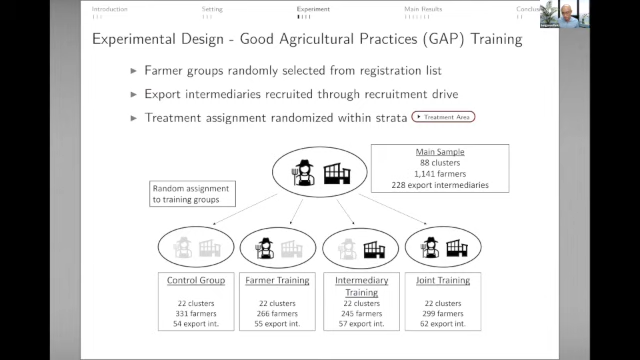 Introduction Setting Experiment Main Results Conclus
Experimental Design - Good Agricultural Practices (GAP) Training
Farmer groups randomly selected from registration list
Export intermediaries recruited through recruitment drive
Treatment assignment randomized within strata Treatment Area
Main Sample
88 clusters
1,141 farmers
228 export intermediaries
Random assignment
to training groups
Control Group
22 clusters
331 farmers
54 export int.
Farmer Training
22 clusters
266 farmers
55 export int.
Intermediary
Training
22 clusters
245 farmers
57 export int.
Joint Training
22 clusters
299 farmers
62 export int.